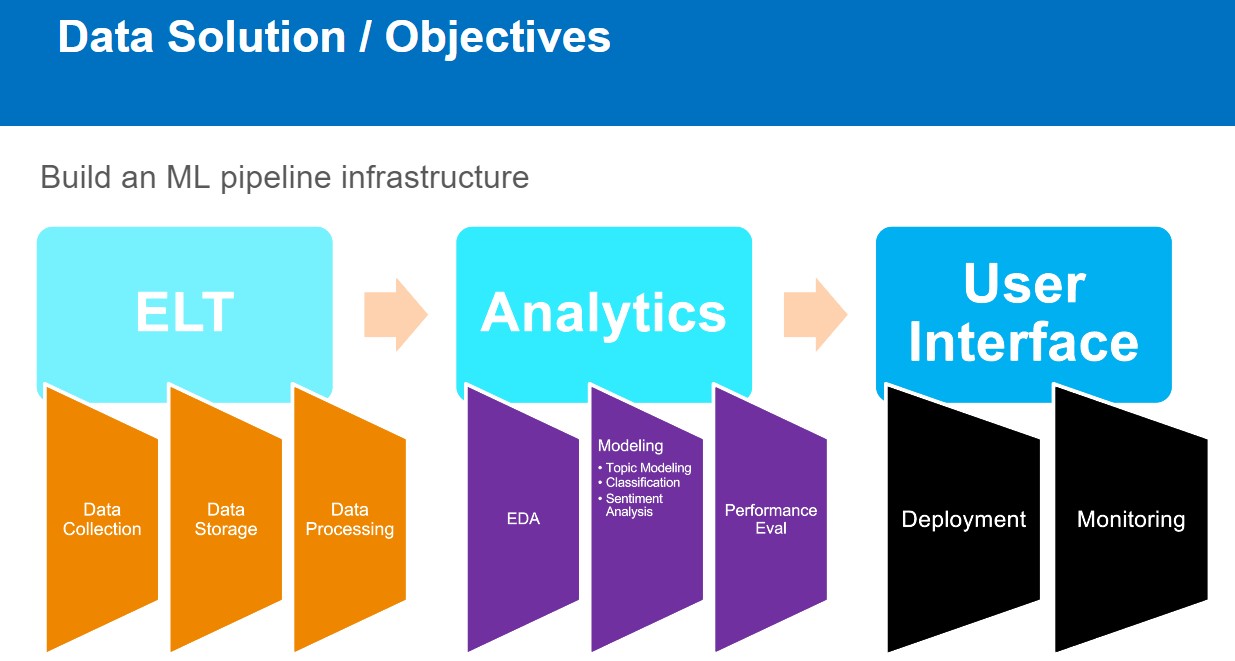 Data Solution / Objectives
Build an ML pipeline infrastructure
ELT
Analytics
User
Interface
Data
Collection
Data
Storage
Data
Processing
EDA
Modeling
• Topic Modeling
• Classification
• Sentiment
Analysis
Performance
Eval
Deployment
Monitoring